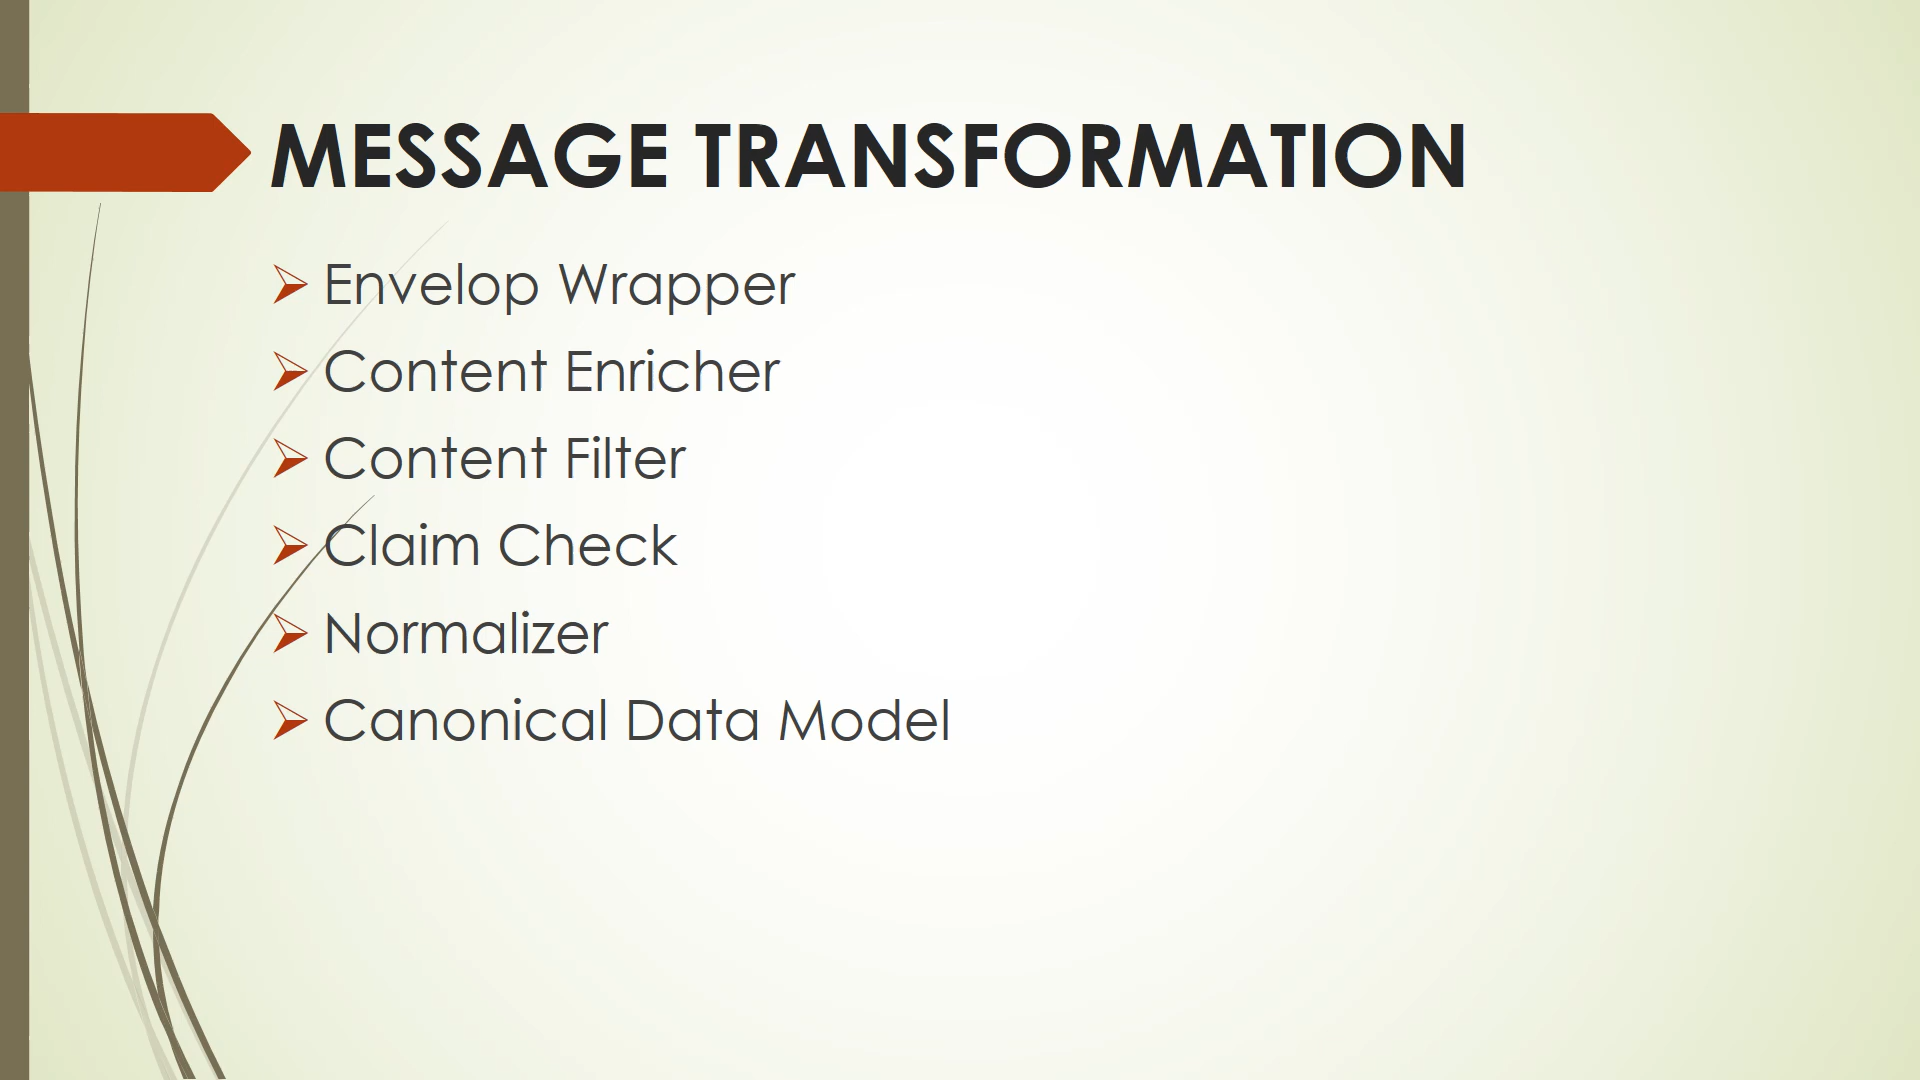 MESSAGE TRANSFORMATION
Envelop Wrapper
Content Enricher
Content Filter
Claim Check
Normalizer
Canonical Data Model